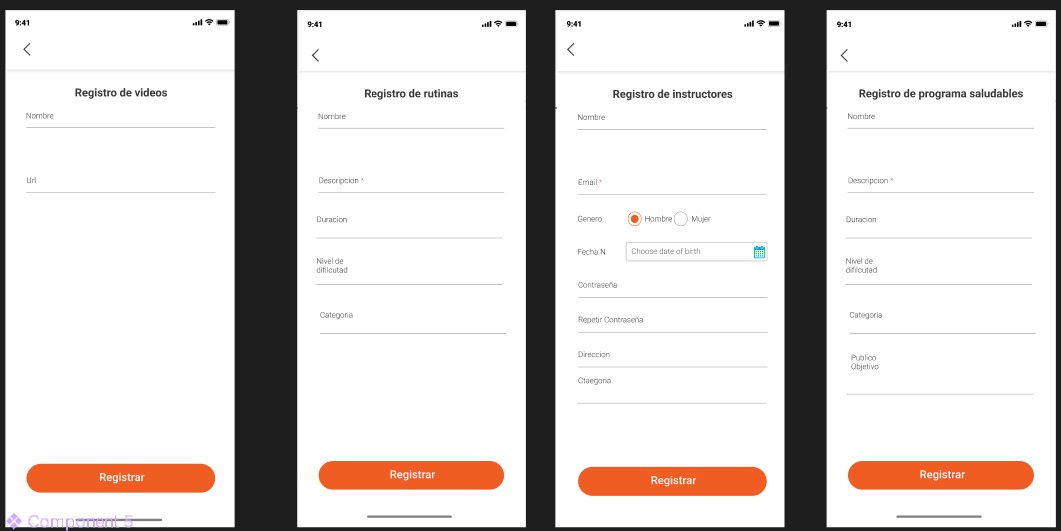 9:41
Registro de videos
Nombre
Url
Registrar
Component 5
9:41
Registro de rutinas
Nombre
Descripcion *
Duracion
Nivel de
difilcutad
Categoria
Registrar
9:41
Registro de instructores
Nombre
Email *
Genero Hombre Mujer
Fecha N Choose date of birth
Contraseña
Repetir Contraseña
Direccion
Ctaegoria
Registrar
9:41
Registro de programa saludables
Nombre
Descripcion *
Duracion
Nivel de
difilcutad
Categoria
Publico
Objetivo
Registrar